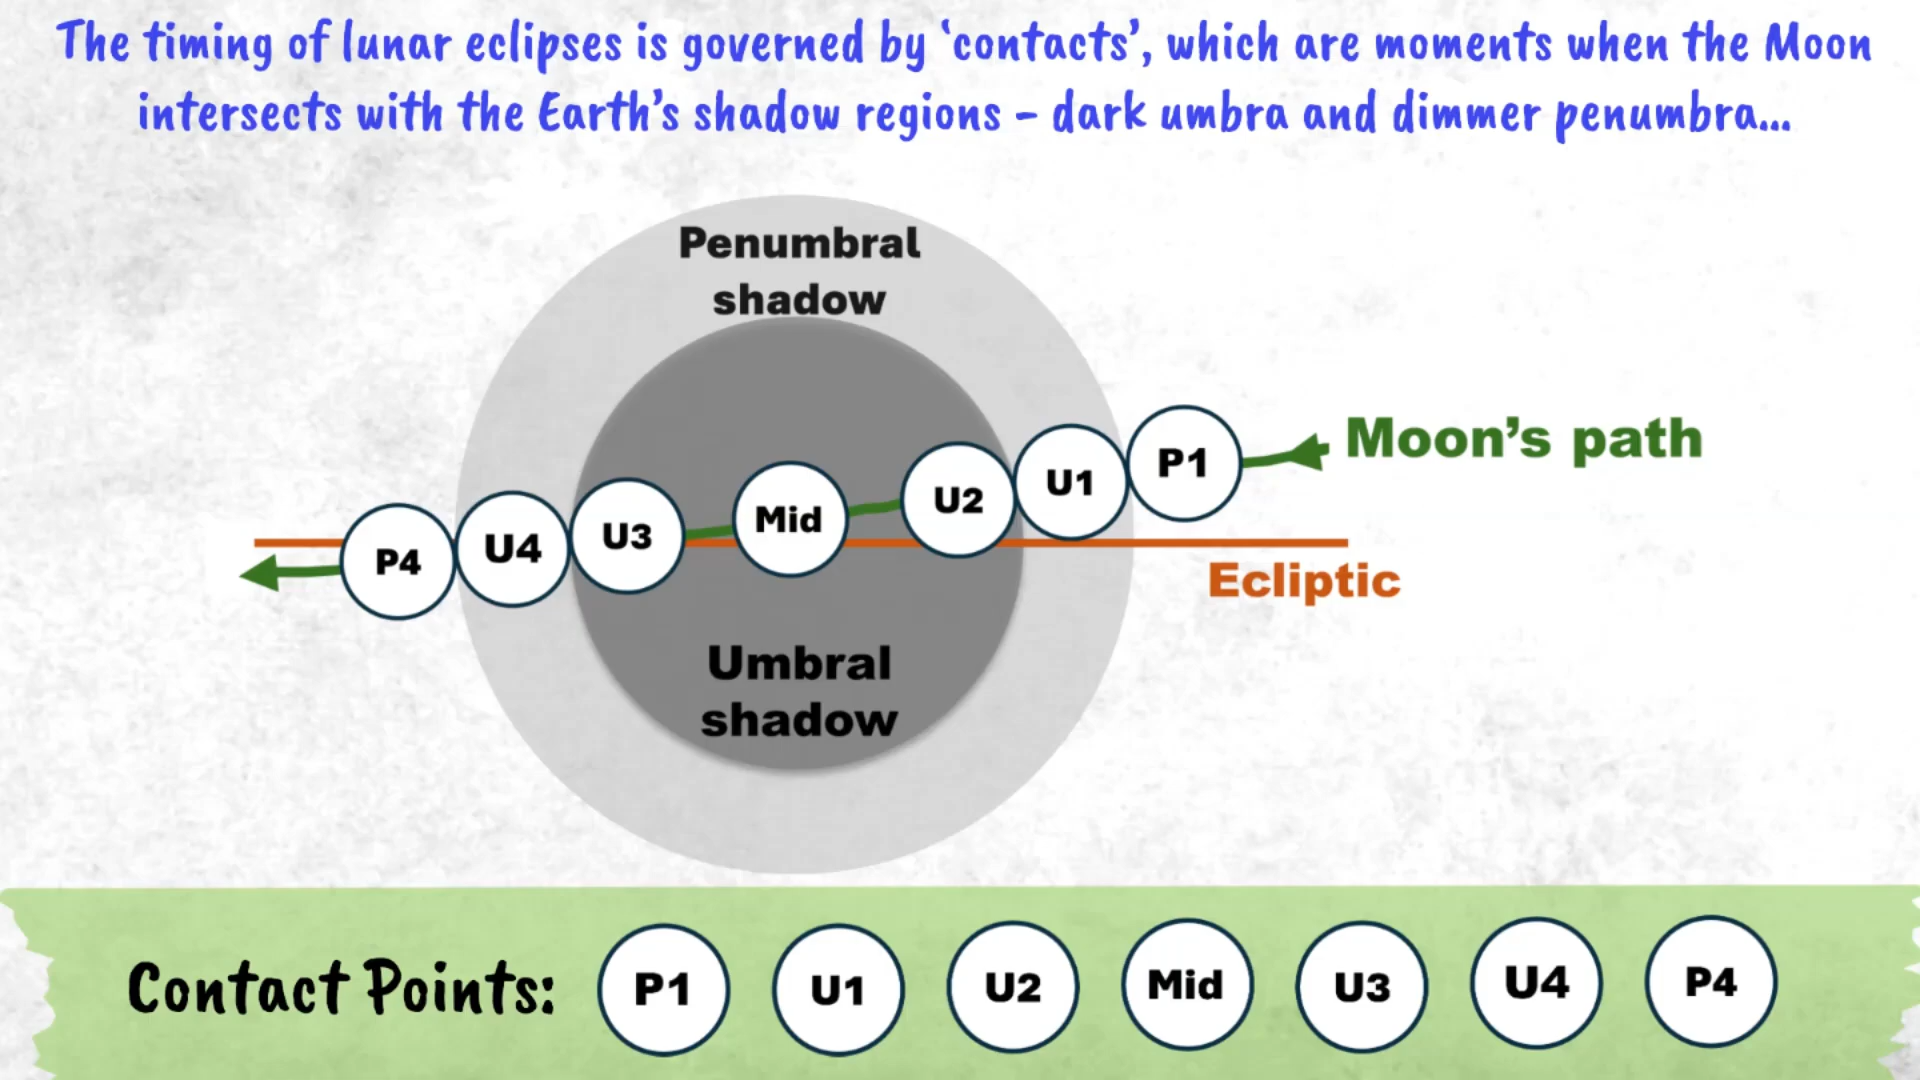 The timing of lunar eclipses is governed by ‘contacts’, which are moments when the Moon
intersects with the Earth’s shadow regions – dark umbra and dimmer penumbra...
Penumbral
shadow
Moon’s path
P4 U4 U3 Mid U2 U1 P1
Ecliptic
Umbral
shadow
Contact Points: P1 U1 U2 Mid U3 U4 P4